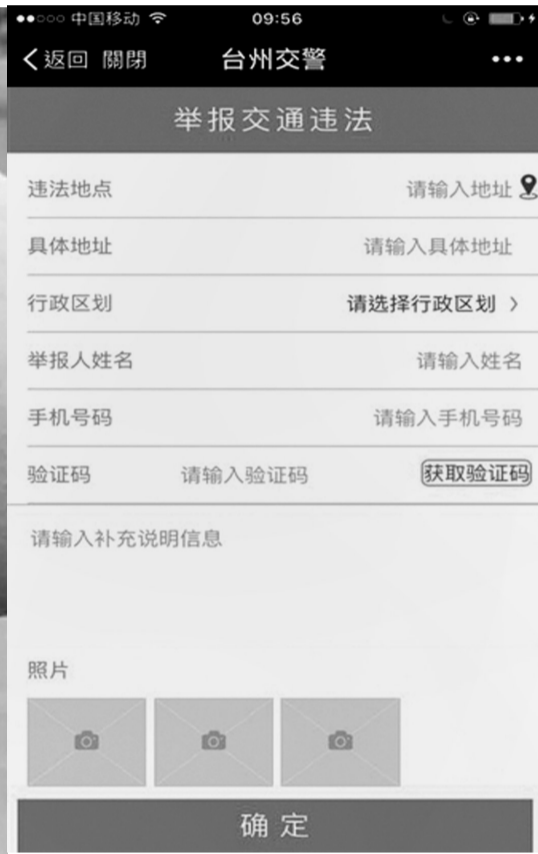 中国移动 09:56
返回 關閉 台州交警
举报交通违法
违法地点 请输入地址
具体地址 请输入具体地址
行政区划 请选择行政区划
举报人姓名 请输入姓名
手机号码 请输入手机号码
验证码 请输入验证码 获取验证码
请输入补充说明信息
照片
确定